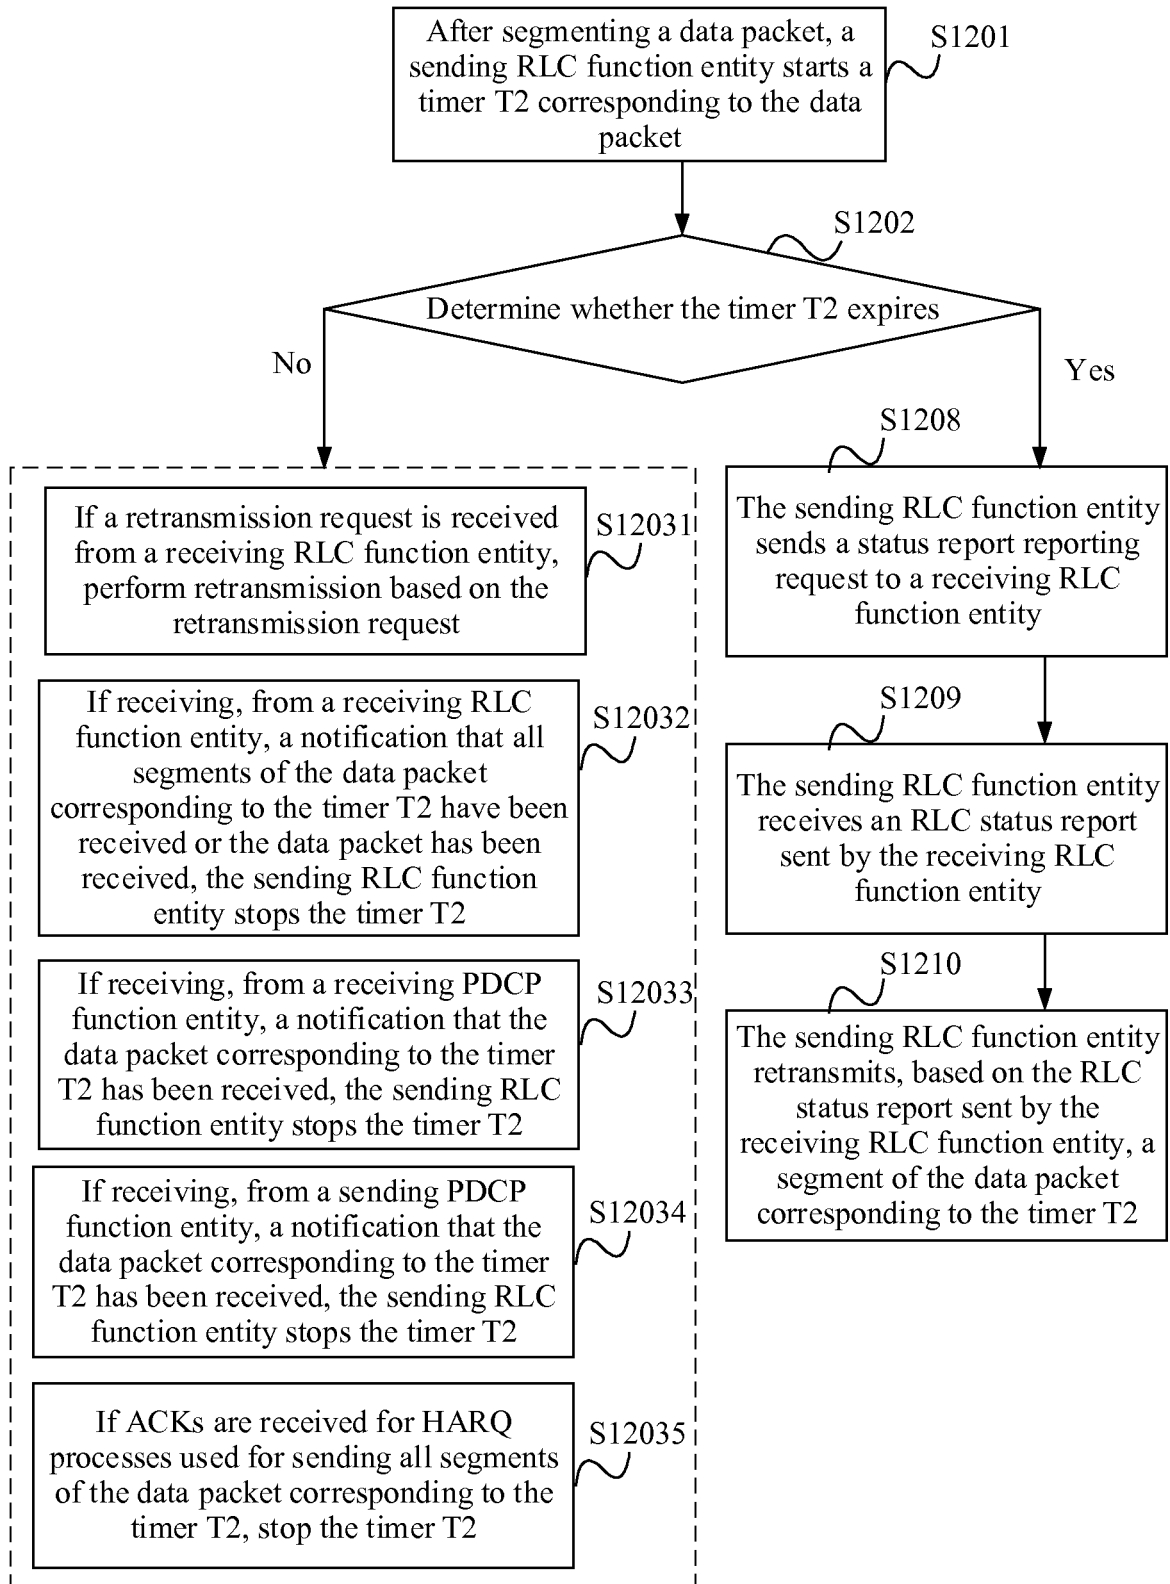 After segmenting a data packet, a
sending RLC function entity starts a
timer T2 corresponding to the data
packet
S1201
S1202
Determine whether the timer T2 expires
No
Yes
If a retransmission request is received
from a receiving RLC function entity,
perform retransmission based on the
retransmission request
S12031
If receiving, from a receiving RLC
function entity, a notification that all
segments of the data packet
corresponding to the timer T2 have been
received or the data packet has been
received, the sending RLC function
entity stops the timer T2
S12032
If receiving, from a receiving PDCP
function entity, a notification that the
data packet corresponding to the timer
T2 has been received, the sending RLC
function entity stops the timer T2
S12033
If receiving, from a sending PDCP
function entity, a notification that the
data packet corresponding to the timer
T2 has been received, the sending RLC
function entity stops the timer T2
S12034
If ACKs are received for HARQ
processes used for sending all segments
of the data packet corresponding to the
timer T2, stop the timer T2
S12035
S1208
The sending RLC function entity
sends a status report reporting
request to a receiving RLC
function entity
S1209
The sending RLC function entity
receives an RLC status report
sent by the receiving RLC
function entity
S1210
The sending RLC function entity
retransmits, based on the RLC
status report sent by the
receiving RLC function entity, a
segment of the data packet
corresponding to the timer T2